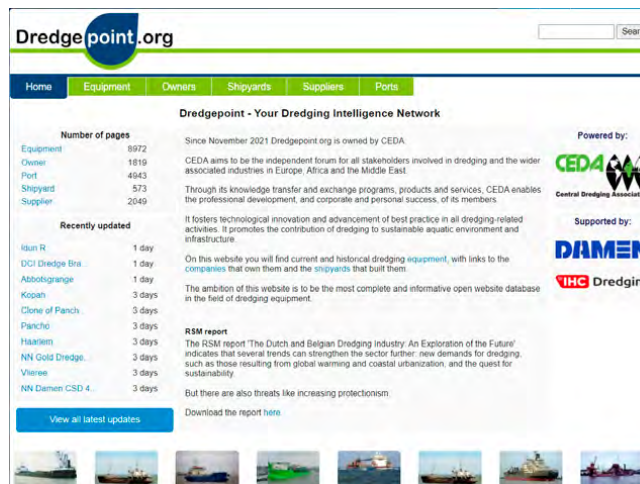 Dredgepoint.org
Sear
Home Equipment Owners Shipyards Suppliers Ports
Dredgepoint - Your Dredging Intelligence Network
Number of pages
Equipment 8972
Owner 1819
Port 4943
Shipyard 573
Supplier 2049
Recently updated
Idun R 1 day
DCI Dredge Bra... 1 day
Abbotsgrange 1 day
Kopah 3 days
Clone of Panch... 3 days
Pancho 3 days
Haarlem 3 days
NN Gold Dredge... 3 days
Vlieree 3 days
NN Damen CSD 4... 3 days
View all latest updates
Since November 2021 Dredgepoint.org is owned by CEDA.
CEDA aims to be the independent forum for all stakeholders involved in dredging and the wider
associated industries in Europe, Africa and the Middle East.
Through its knowledge transfer and exchange programs, products and services, CEDA enables
the professional development, and corporate and personal success, of its members.
It fosters technological innovation and advancement of best practice in all dredging-related
activities. It promotes the contribution of dredging to sustainable aquatic environment and
infrastructure.
On this website you will find current and historical dredging equipment, with links to the
companies that own them and the shipyards that built them.
The ambition of this website is to be the most complete and informative open website database
in the field of dredging equipment.
RSM report
The RSM report 'The Dutch and Belgian Dredging Industry: An Exploration of the Future'
indicates that several trends can strengthen the sector further: new demands for dredging,
such as those resulting from global warming and coastal urbanization, and the quest for
sustainability.
But there are also threats like increasing protectionism.
Download the report here.
Powered by:
CEDA
Central Dredging Associat
Supported by:
DAMEN
IHC Dredgin